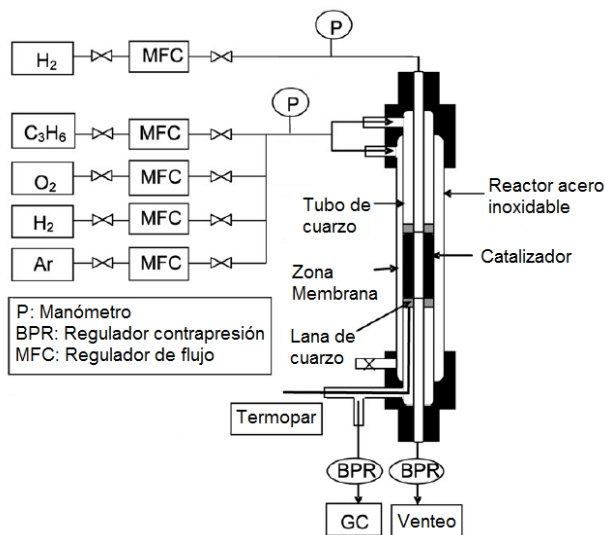 P
H2
MFC
P
C3H6
MFC
O2
MFC
H2
MFC
Ar
MFC
Reactor acero
inoxidable
Tubo de
cuarzo
Catalizador
Zona
Membrana
Lana de
cuarzo
P: Manómetro
BPR: Regulador contrapresión
MFC: Regulador de flujo
Termopar
BPR
BPR
GC
Venteo